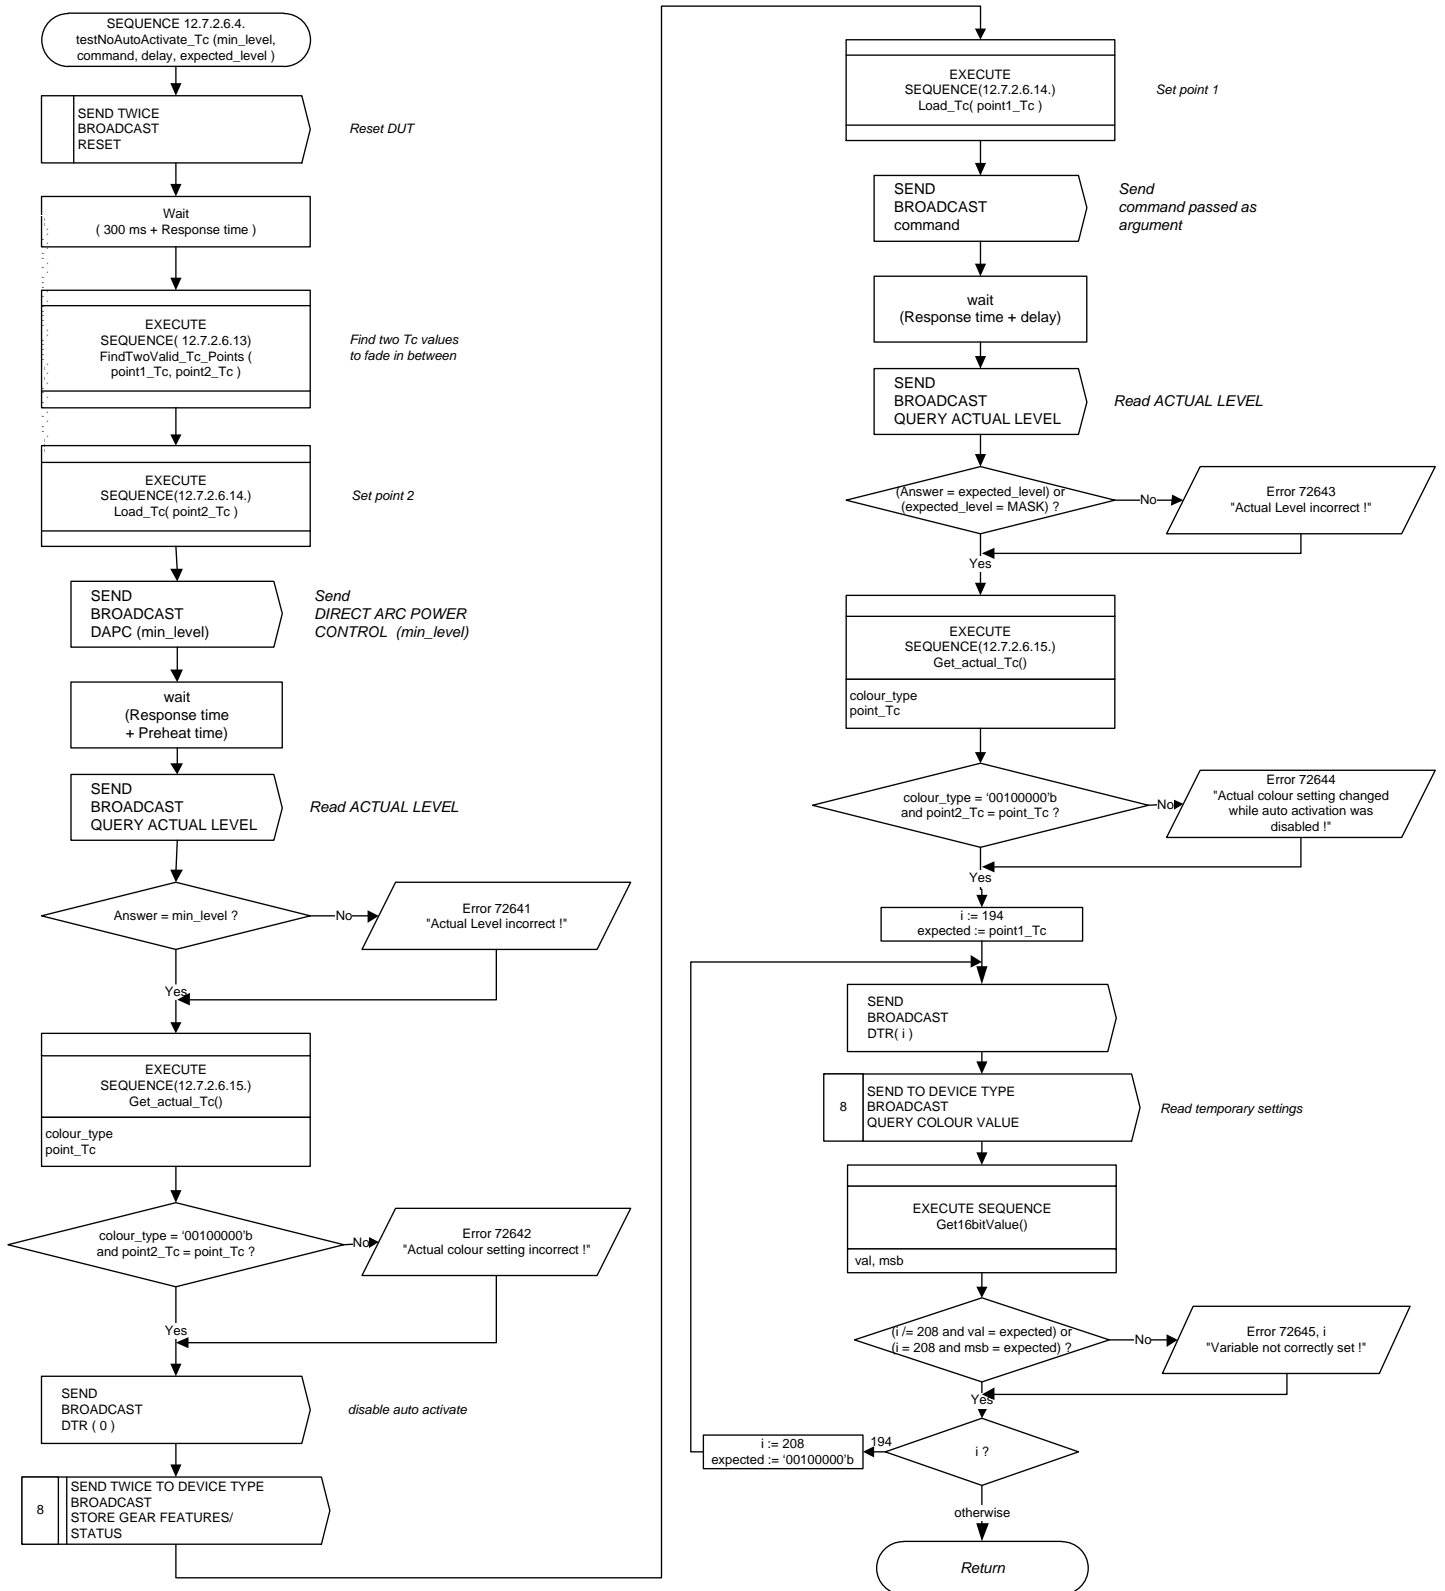 SEQUENCE 12.7.2.6.4.
testNoAutoActivate_Tc (min_level,
command, delay, expected_level )
SEND TWICE
BROADCAST
RESET
Reset DUT
Wait
( 300 ms + Response time )
EXECUTE
SEQUENCE( 12.7.2.6.13)
FindTwoValid_Tc_Points (
point1_Tc, point2_Tc )
Find two Tc values
to fade in between
EXECUTE
SEQUENCE(12.7.2.6.14.)
Load_Tc( point2_Tc )
Set point 2
SEND
BROADCAST
DAPC (min_level)
Send
DIRECT ARC POWER
CONTROL (min_level)
wait
(Response time
+ Preheat time)
SEND
BROADCAST
QUERY ACTUAL LEVEL
Read ACTUAL LEVEL
Answer = min_level ?
No
Error 72641
"Actual Level incorrect !"
Yes
EXECUTE
SEQUENCE(12.7.2.6.15.)
Get_actual_Tc()
colour_type
point_Tc
colour_type = ‘00100000’b
and point2_Tc = point_Tc ?
No
Error 72642
"Actual colour setting incorrect !"
Yes
SEND
BROADCAST
DTR ( 0 )
disable auto activate
8
SEND TWICE TO DEVICE TYPE
BROADCAST
STORE GEAR FEATURES/
STATUS
EXECUTE
SEQUENCE(12.7.2.6.14.)
Load_Tc( point1_Tc )
Set point 1
SEND
BROADCAST
command
Send
command passed as
argument
wait
(Response time + delay)
SEND
BROADCAST
QUERY ACTUAL LEVEL
Read ACTUAL LEVEL
(Answer = expected_level) or
(expected_level = MASK) ?
No
Error 72643
"Actual Level incorrect !"
Yes
EXECUTE
SEQUENCE(12.7.2.6.15.)
Get_actual_Tc()
colour_type
point_Tc
colour_type = ‘00100000’b
and point2_Tc = point_Tc ?
No
Error 72644
"Actual colour setting changed
while auto activation was
disabled !"
Yes
i := 194
expected := point1_Tc
SEND
BROADCAST
DTR( i )
8
SEND TO DEVICE TYPE
BROADCAST
QUERY COLOUR VALUE
Read temporary settings
EXECUTE SEQUENCE
Get16bitValue()
val, msb
(i /= 208 and val = expected) or
(i = 208 and msb = expected) ?
No
Error 72645, i
"Variable not correctly set !"
Yes
i ?
194
i := 208
expected := ‘00100000’b
otherwise
Return